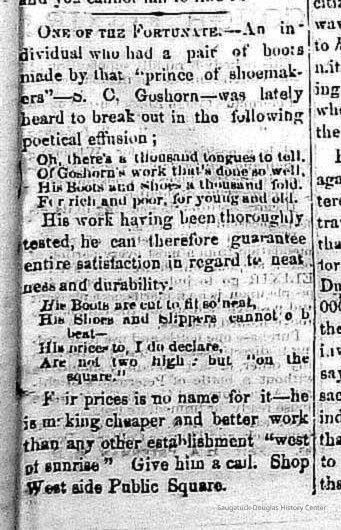 and you cannot
ONE OF THE FORTUNATE.—An in-
dividual who had a pair of boots
made by that "prince of shoemak-
ers"—S. C. Goshorn—was lately
heard to break out in the following
poetical effusion ;
Oh, there's a thousand tongues to tell,
Of Goshorn's work that's done so well,
His Boots and Shoes a thousand fold.
For rich and poor, for young and old.
His work having been thoroughly
tested, he can therefore guarantee
entire satisfaction in regard to neat
ness and durability.
His Boots are cut to fit so neat,
His Shoes and Slippers cannot b
beat—
His prices to, I do declare,
Are not two high: but "on the
square."
Fair prices is no name for it—he
is making cheaper and better work
than any other establishment "west
of sunrise" Give him a call. Shop
West side Public Square.
Saugatuck-Douglas History Center